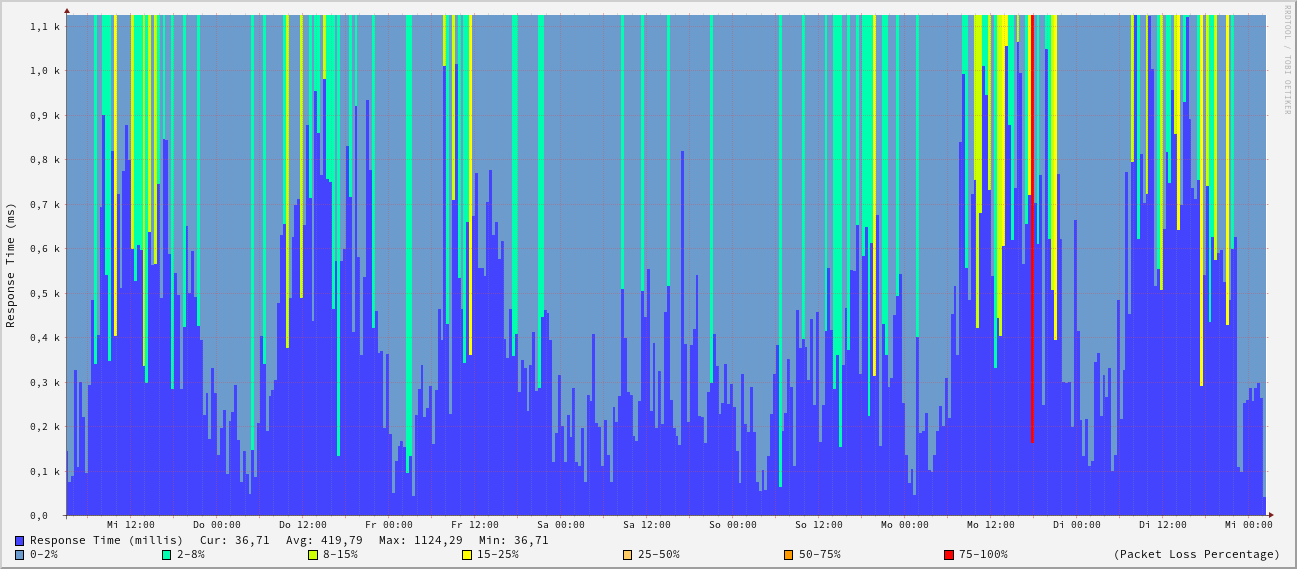 RRDTOOL / TOBI OETIKER
Response Time (ms)
1,1 k
1,0 k
0,9 k
0,8 k
0,7 k
0,6 k
0,5 k
0,4 k
0,3 k
0,2 k
0,1 k
0,0
Mi 12:00 Do 00:00 Do 12:00 Fr 00:00 Fr 12:00 Sa 00:00 Sa 12:00 So 00:00 So 12:00 Mo 00:00 Mo 12:00 Di 00:00 Di 12:00 Mi 00:00
Response Time (millis) Cur: 36,71 Avg: 419,79 Max: 1124,29 Min: 36,71
0-2% 2-8% 8-15% 15-25% 25-50% 50-75% 75-100% (Packet Loss Percentage)